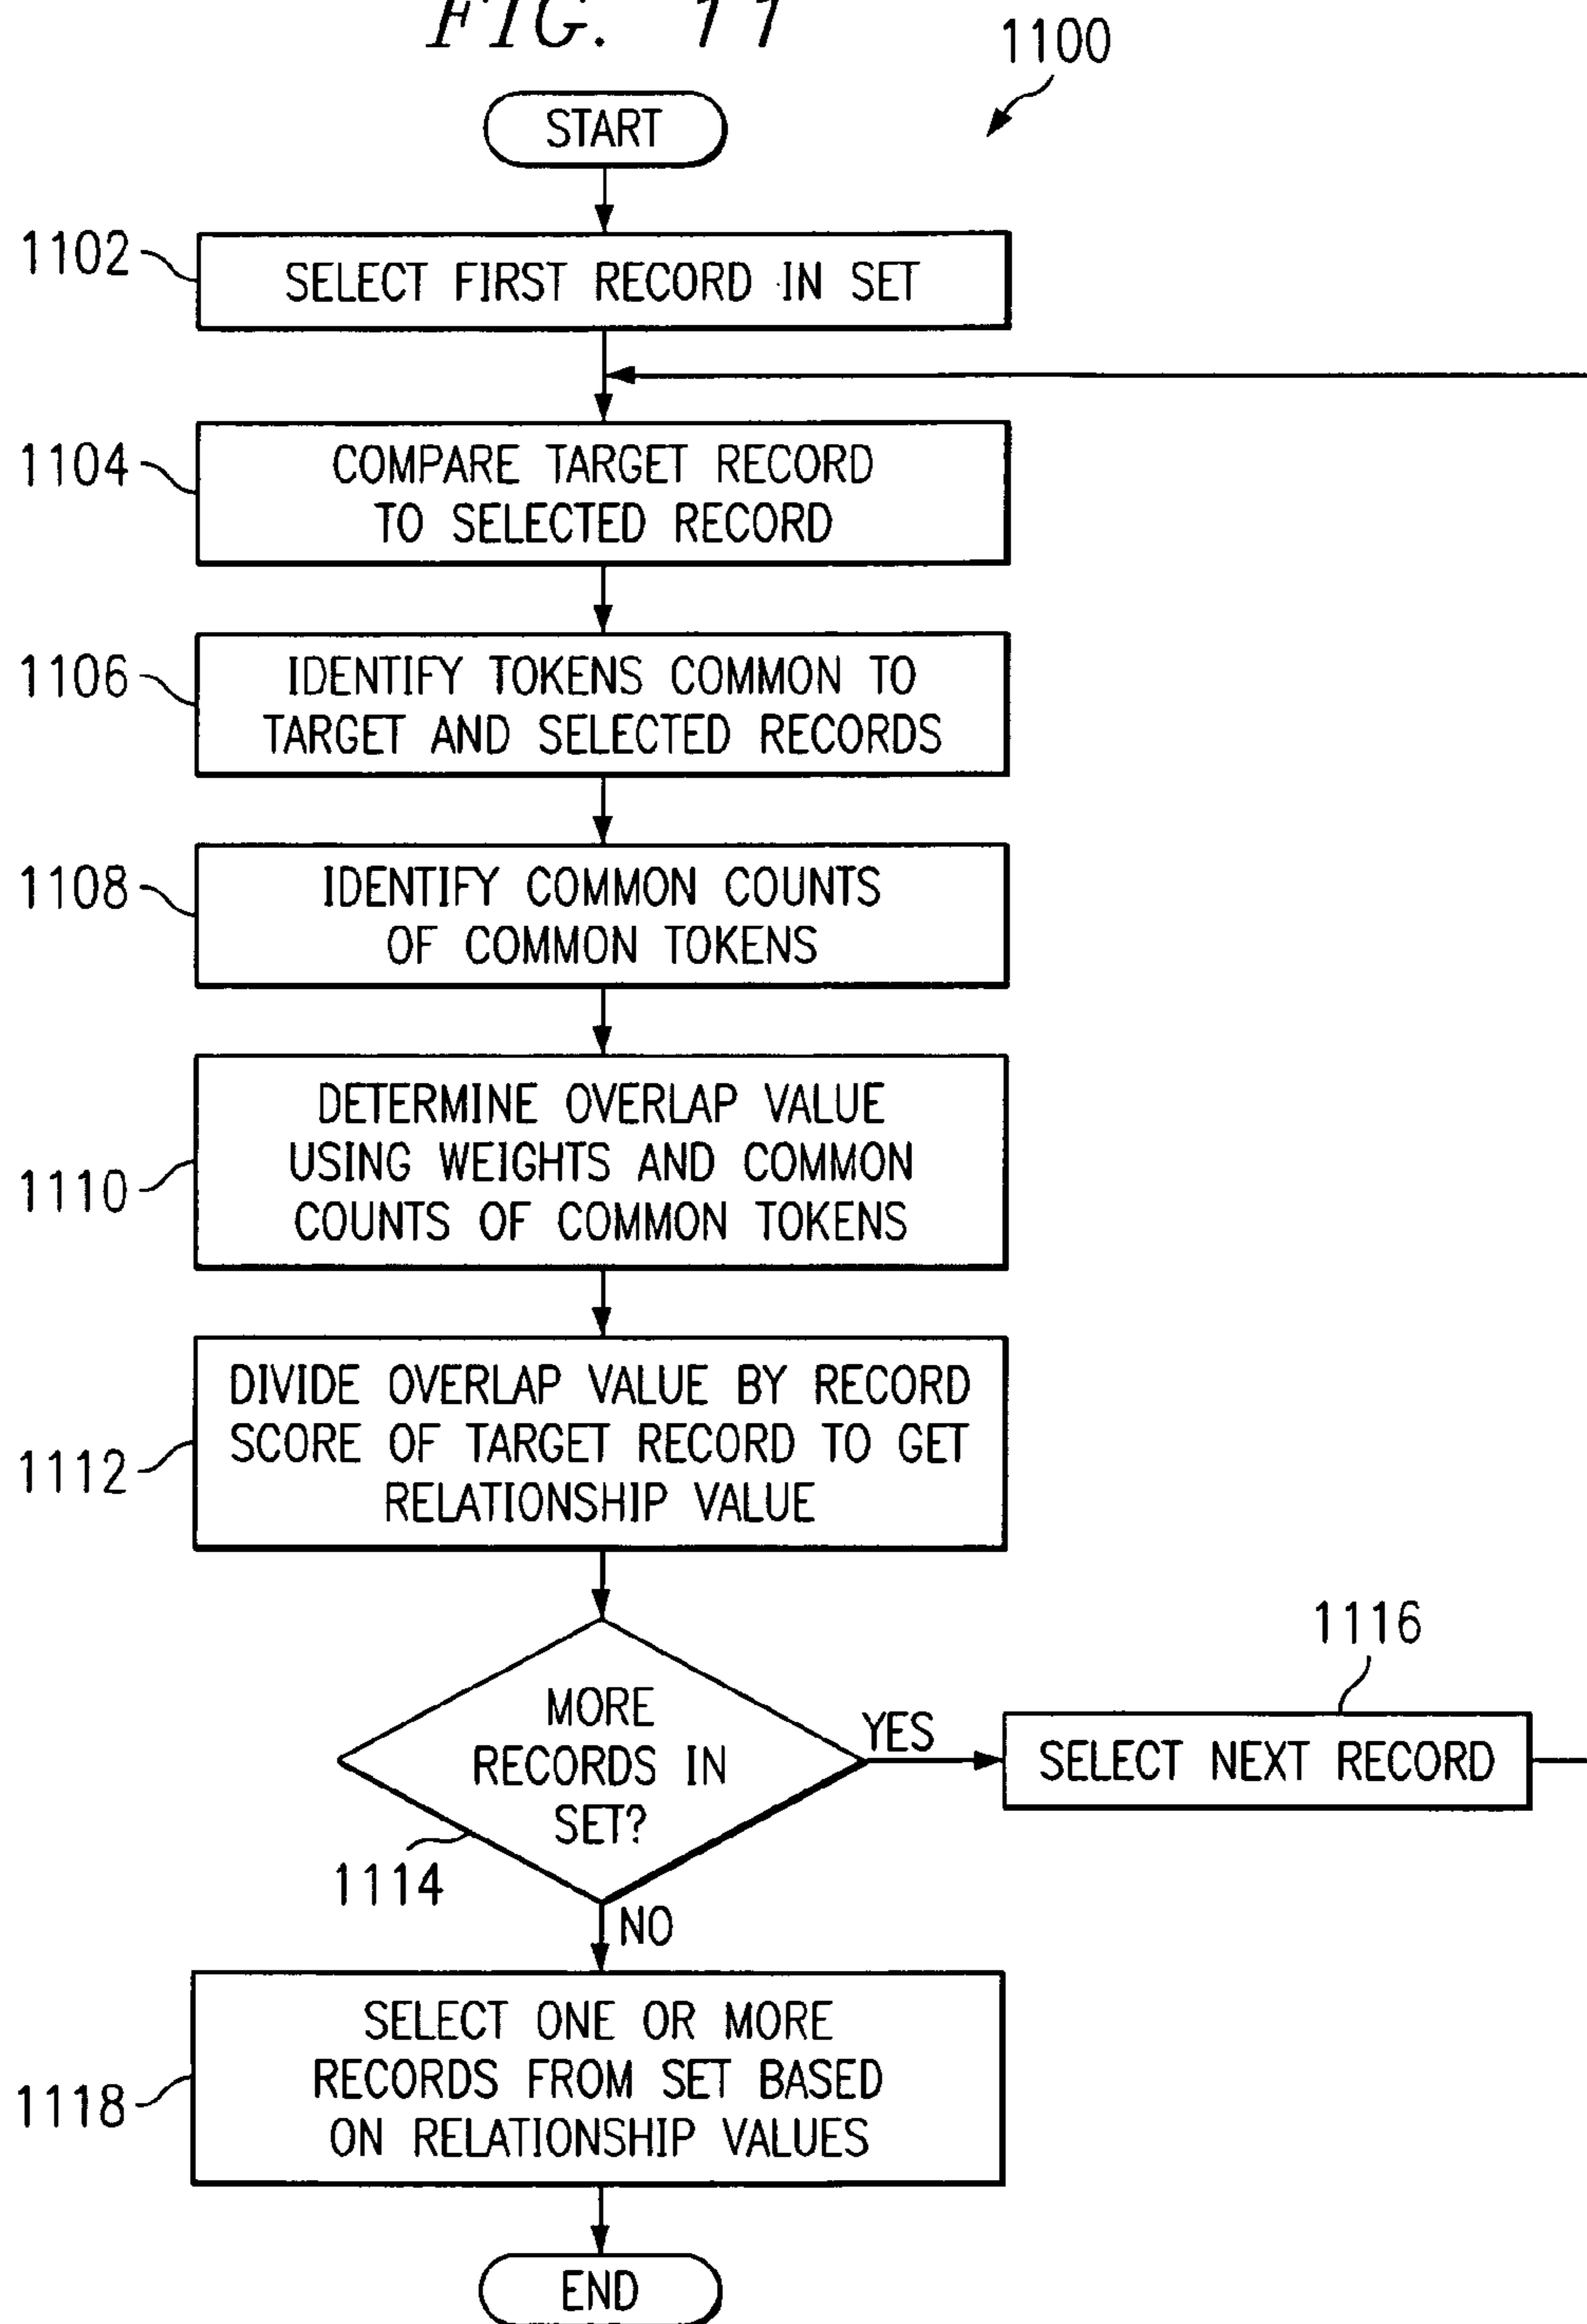 FIG. 11
1100
START
1102
SELECT FIRST RECORD IN SET
1104
COMPARE TARGET RECORD
TO SELECTED RECORD
1106
IDENTIFY TOKENS COMMON TO
TARGET AND SELECTED RECORDS
1108
IDENTIFY COMMON COUNTS
OF COMMON TOKENS
1110
DETERMINE OVERLAP VALUE
USING WEIGHTS AND COMMON
COUNTS OF COMMON TOKENS
1112
DIVIDE OVERLAP VALUE BY RECORD
SCORE OF TARGET RECORD TO GET
RELATIONSHIP VALUE
1114
MORE
RECORDS IN
SET?
YES
1116
SELECT NEXT RECORD
NO
1118
SELECT ONE OR MORE
RECORDS FROM SET BASED
ON RELATIONSHIP VALUES
END